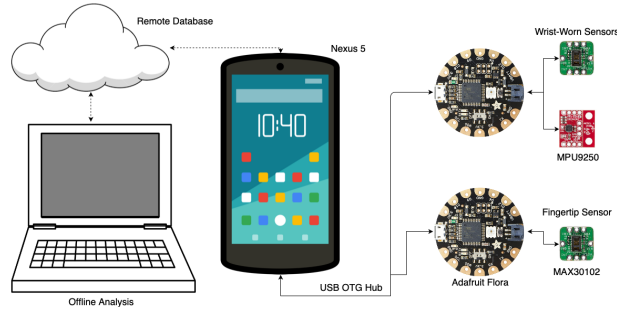 Remote Database
Nexus 5
Wrist-Worn Sensors
10:40
MPU9250
Fingertip Sensor
MAX30102
USB OTG Hub
Adafruit Flora
Offline Analysis